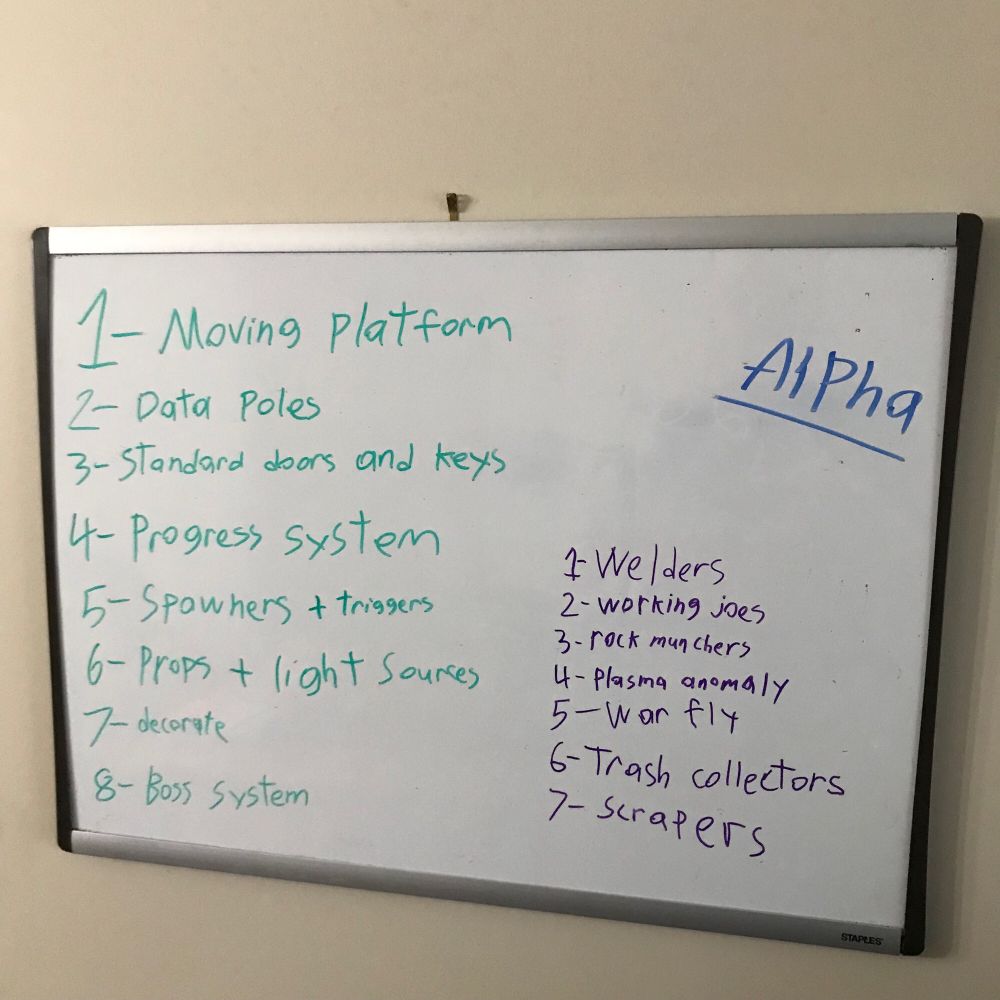 1- Moving platform
2- Data Poles
3- Standard doors and keys
4- Progress system
5- Spawners + triggers
6- Props + light Sources
7- decorate
8- Boss system
AlPha
1- Welders
2- working joes
3- rock munchers
4- Plasma anomaly
5- War fly
6- Trash collectors
7- scrapers
STAPLES